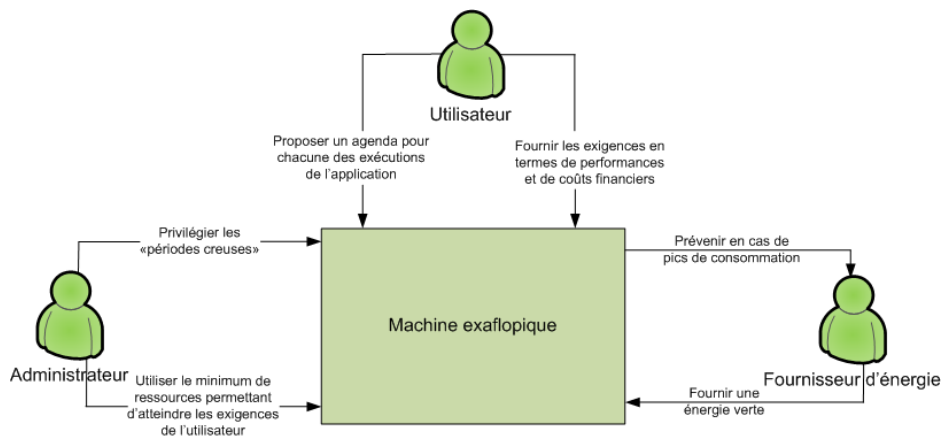 Utilisateur
Proposer un agenda pour
chacune des exécutions
de l'application
Fournir les exigences en
termes de performances
et de coûts financiers
Privilégier les
«périodes creuses»
Prévenir en cas de
pics de consommation
Machine exaflopique
Administrateur
Fournisseur d'énergie
Utiliser le minimum de
ressources permettant
d'atteindre les exigences
de l'utilisateur
Fournir une
énergie verte